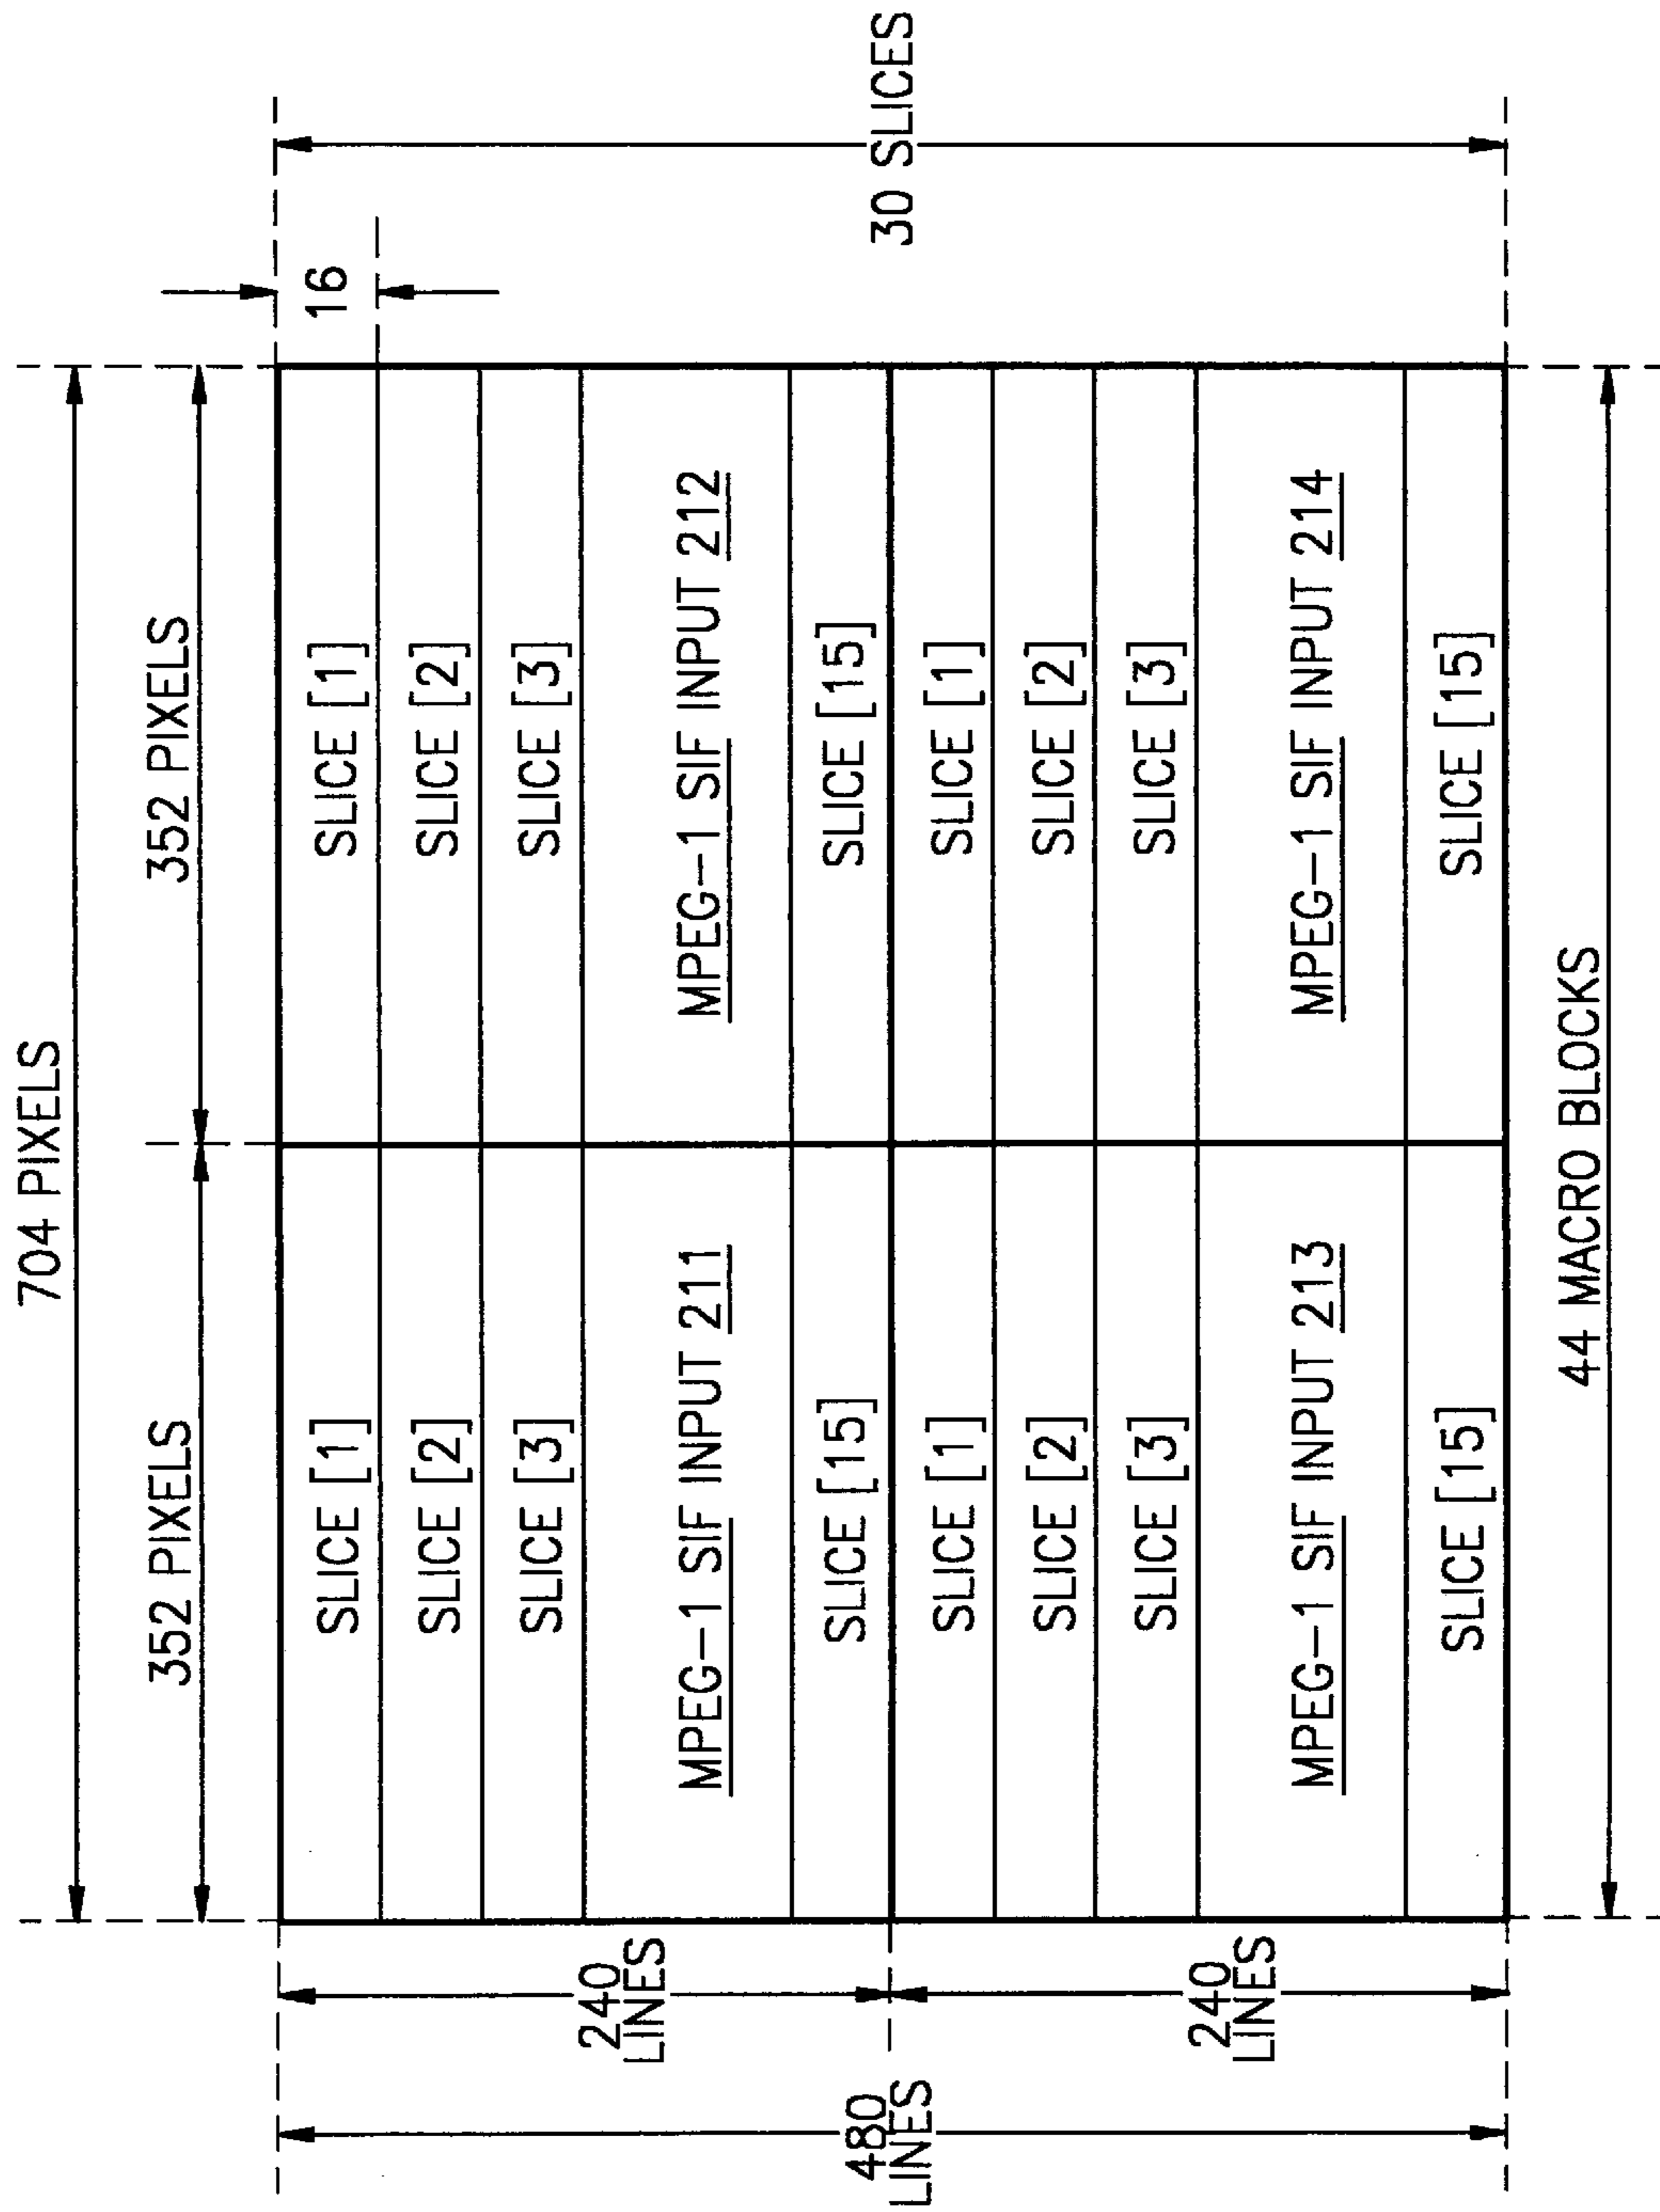 704 PIXELS
352 PIXELS
352 PIXELS
16
30 SLICES
480
LINES
240
LINES
240
LINES
SLICE [1]
SLICE [2]
SLICE [3]
MPEG-1 SIF INPUT 211
SLICE [15]
SLICE [1]
SLICE [2]
SLICE [3]
MPEG-1 SIF INPUT 212
SLICE [15]
SLICE [1]
SLICE [2]
SLICE [3]
MPEG-1 SIF INPUT 213
SLICE [15]
SLICE [1]
SLICE [2]
SLICE [3]
MPEG-1 SIF INPUT 214
SLICE [15]
44 MACRO BLOCKS